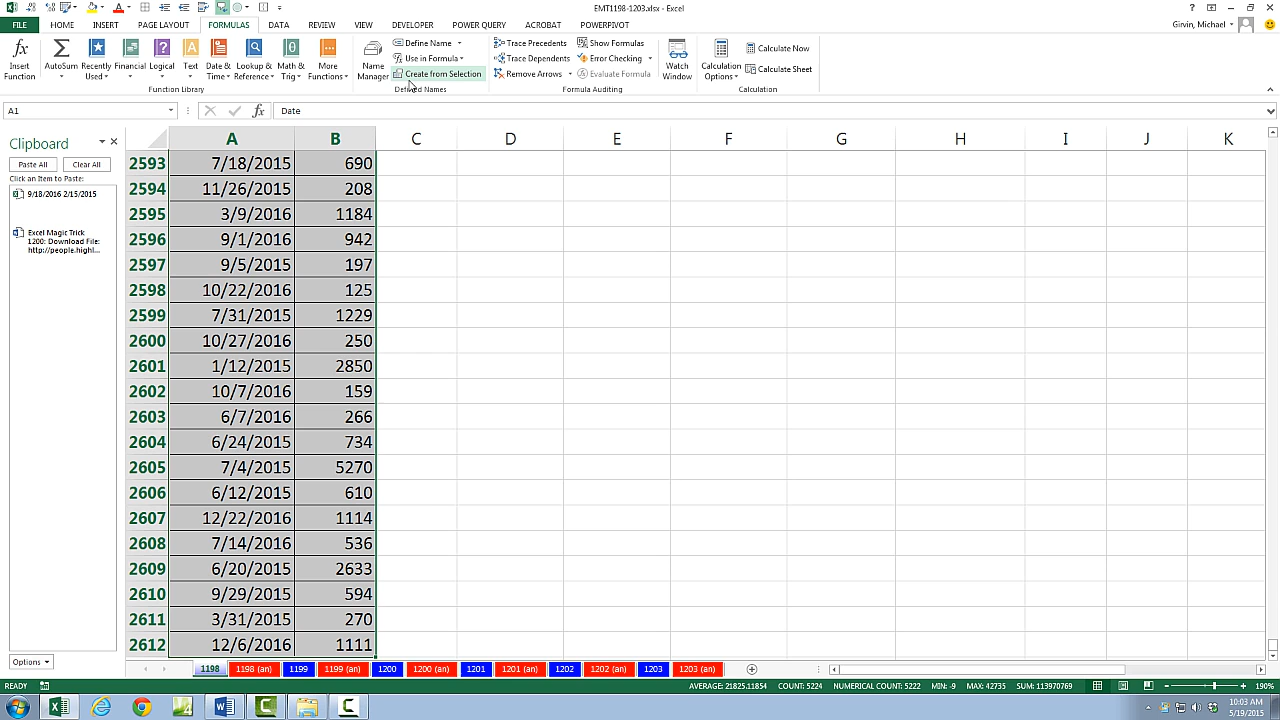 EMT1198-1203.xlsx - Excel
FILE HOME INSERT PAGE LAYOUT FORMULAS DATA REVIEW VIEW DEVELOPER POWER QUERY ACROBAT POWERPIVOT Girvin, Michael
Insert Function
AutoSum
Recently Used
Financial
Logical
Text
Date & Time
Lookup & Reference
Math & Trig
More Functions
Function Library
Name Manager
Define Name
Use in Formula
Create from Selection
Defined Names
Trace Precedents
Trace Dependents
Remove Arrows
Show Formulas
Error Checking
Evaluate Formula
Formula Auditing
Watch Window
Calculation Options
Calculate Now
Calculate Sheet
Calculation
A1 fx Date
Clipboard
Paste All Clear All
Click an Item to Paste:
9/18/2016 2/15/2015
Excel Magic Trick
1200: Download File:
http://people.highl...
Options
A B C D E F G H I J K
2593 7/18/2015 690
2594 11/26/2015 208
2595 3/9/2016 1184
2596 9/1/2016 942
2597 9/5/2015 197
2598 10/22/2016 125
2599 7/31/2015 1229
2600 10/27/2016 250
2601 1/12/2015 2850
2602 10/7/2016 159
2603 6/7/2016 266
2604 6/24/2015 734
2605 7/4/2015 5270
2606 6/12/2015 610
2607 12/22/2016 1114
2608 7/14/2016 536
2609 6/20/2015 2633
2610 9/29/2015 594
2611 3/31/2015 270
2612 12/6/2016 1111
1198 1198 (an) 1199 1199 (an) 1200 1200 (an) 1201 1201 (an) 1202 1202 (an) 1203 1203 (an)
READY AVERAGE: 21825.11854 COUNT: 5224 NUMERICAL COUNT: 5222 MIN: -9 MAX: 42735 SUM: 113970769 190%
10:03 AM
5/19/2015